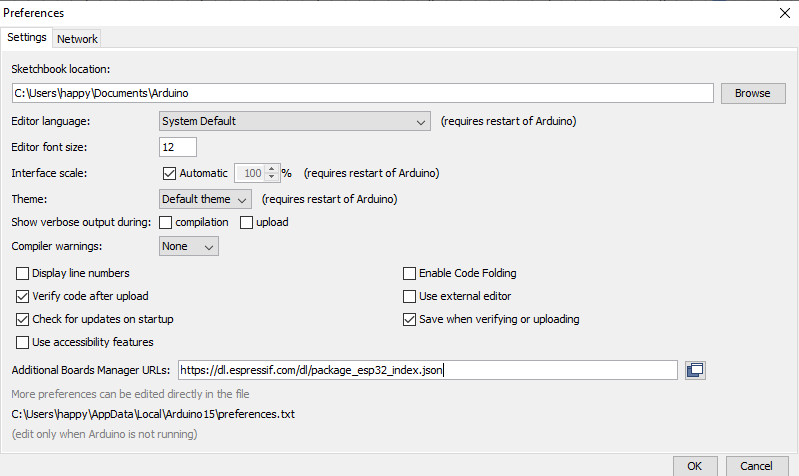 Preferences
Settings Network
Sketchbook location:
C:\Users\happy\Documents\Arduino Browse
Editor language: System Default (requires restart of Arduino)
Editor font size: 12
Interface scale: Automatic 100 % (requires restart of Arduino)
Theme: Default theme (requires restart of Arduino)
Show verbose output during: compilation upload
Compiler warnings: None
Display line numbers Enable Code Folding
Verify code after upload Use external editor
Check for updates on startup Save when verifying or uploading
Use accessibility features
Additional Boards Manager URLs: https://dl.espressif.com/dl/package_esp32_index.json
More preferences can be edited directly in the file
C:\Users\happy\AppData\Local\Arduino15\preferences.txt
(edit only when Arduino is not running)
OK Cancel